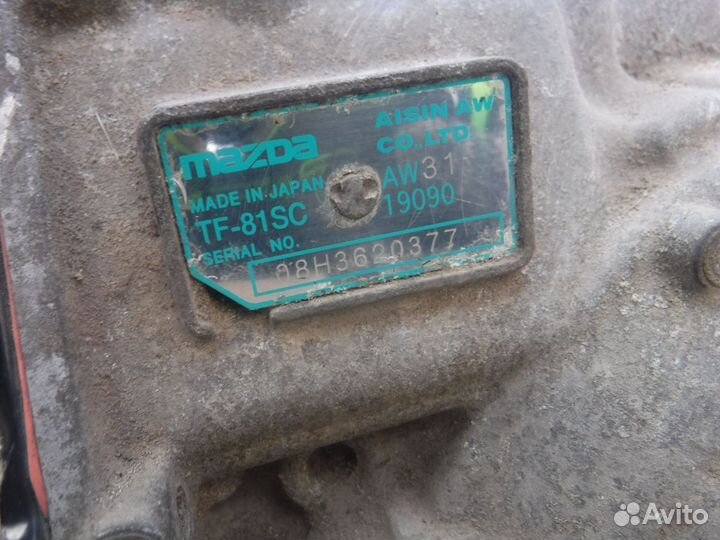 mazda
AISIN AW
CO., LTD.
MADE IN JAPAN
AW31
TF-81SC
19090
SERIAL NO.
08H3620377
Avito